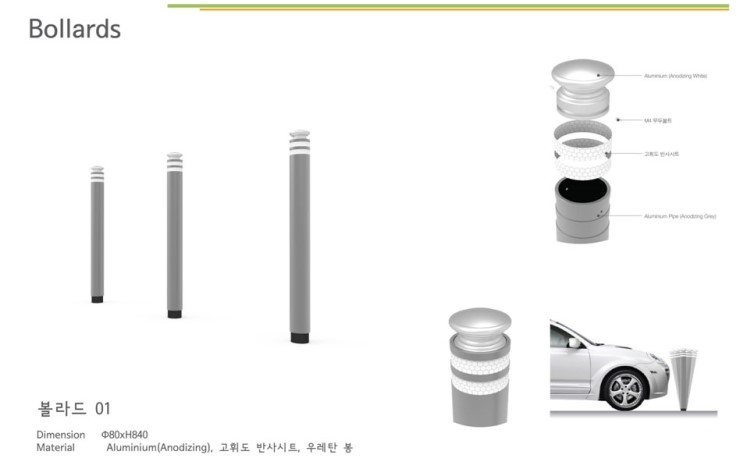 Bollards
Aluminium (Anodizing White)
M4 무두볼트
고휘도 반사시트
Aluminium Pipe (Anodizing Grey)
볼라드 01
Dimension Φ80xH840
Material Aluminium(Anodizing), 고휘도 반사시트, 우레탄 봉